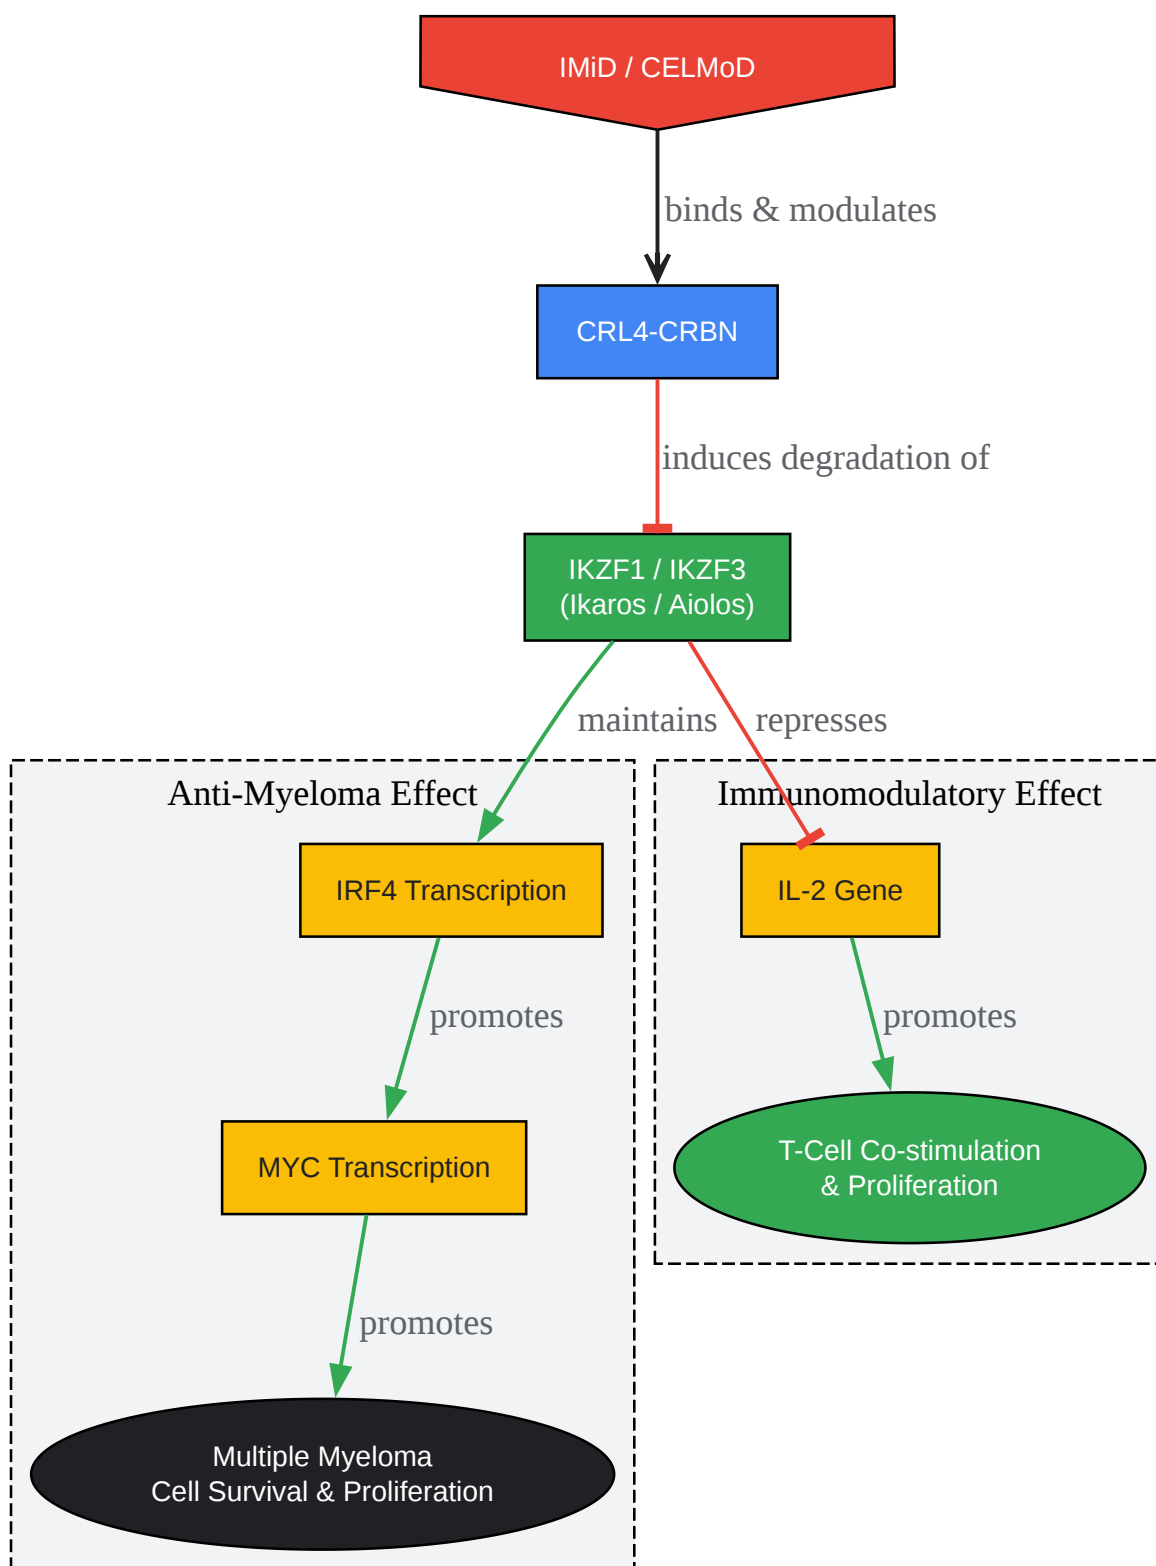 IMiD / CELMoD
binds & modulates
CRL4-CRBN
induces degradation of
IKZF1 / IKZF3
(Ikaros / Aiolos)
maintains
represses
Anti-Myeloma Effect
Immunomodulatory Effect
IRF4 Transcription
IL-2 Gene
promotes
promotes
MYC Transcription
T-Cell Co-stimulation
& Proliferation
promotes
Multiple Myeloma
Cell Survival & Proliferation